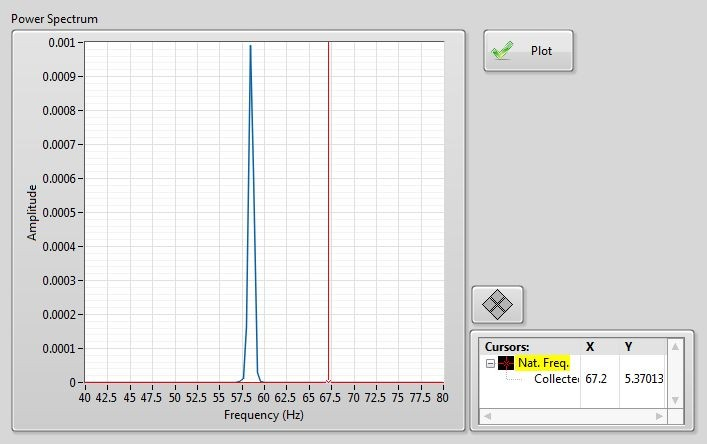 Power Spectrum
Plot
0.001
0.0009
0.0008
0.0007
0.0006
0.0005
0.0004
0.0003
0.0002
0.0001
0
Amplitude
40 42.5 45 47.5 50 52.5 55 57.5 60 62.5 65 67.5 70 72.5 75 77.5 80
Frequency (Hz)
Cursors: X Y
Nat. Freq.
Collected 67.2 5.37013